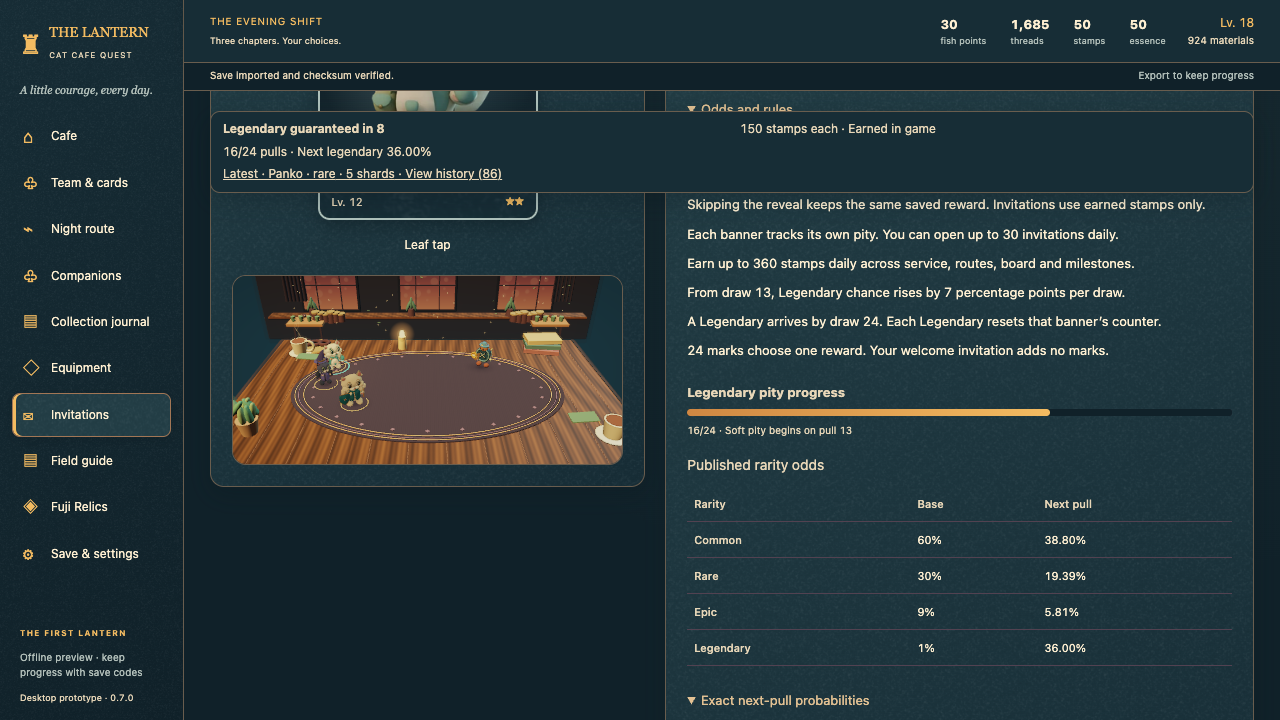 THE LANTERN
CAT CAFE QUEST
A little courage, every day.
Cafe
Team & cards
Night route
Companions
Collection journal
Equipment
Invitations
Field guide
Fuji Relics
Save & settings
THE FIRST LANTERN
Offline preview · keep
progress with save codes
Desktop prototype · 0.7.0
THE EVENING SHIFT
Three chapters. Your choices.
30
fish points
1,685
threads
50
stamps
50
essence
Lv. 18
924 materials
Save imported and checksum verified.
Export to keep progress
Odds and rules
Legendary guaranteed in 8
150 stamps each · Earned in game
16/24 pulls · Next legendary 36.00%
Latest · Panko · rare · 5 shards · View history (86)
Lv. 12
Leaf tap
Skipping the reveal keeps the same saved reward. Invitations use earned stamps only.
Each banner tracks its own pity. You can open up to 30 invitations daily.
Earn up to 360 stamps daily across service, routes, board and milestones.
From draw 13, Legendary chance rises by 7 percentage points per draw.
A Legendary arrives by draw 24. Each Legendary resets that banner’s counter.
24 marks choose one reward. Your welcome invitation adds no marks.
Legendary pity progress
16/24 · Soft pity begins on pull 13
Published rarity odds
Rarity Base Next pull
Common 60% 38.80%
Rare 30% 19.39%
Epic 9% 5.81%
Legendary 1% 36.00%
Exact next-pull probabilities